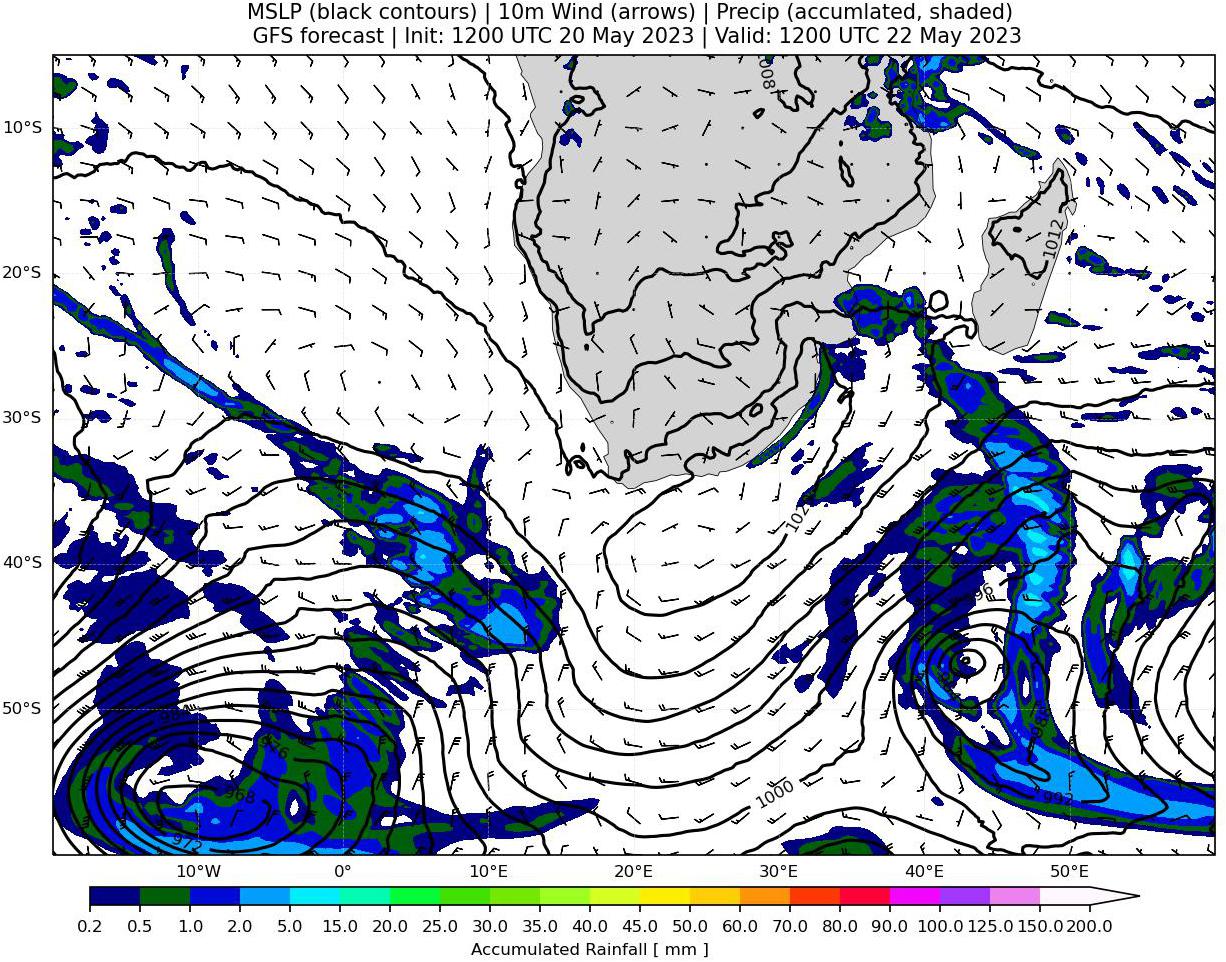 MSLP (black contours) | 10m Wind (arrows) | Precip (accumlated, shaded)
GFS forecast | Init: 1200 UTC 20 May 2023 | Valid: 1200 UTC 22 May 2023
1008
10°S
1012
20°S
30°S
40°S
50°S
976
968
972
1000
992
10°W 0° 10°E 20°E 30°E 40°E 50°E
0.2 0.5 1.0 2.0 5.0 15.0 20.0 25.0 30.0 35.0 40.0 45.0 50.0 60.0 70.0 80.0 90.0 100.0 125.0 150.0 200.0
Accumulated Rainfall [ mm ]